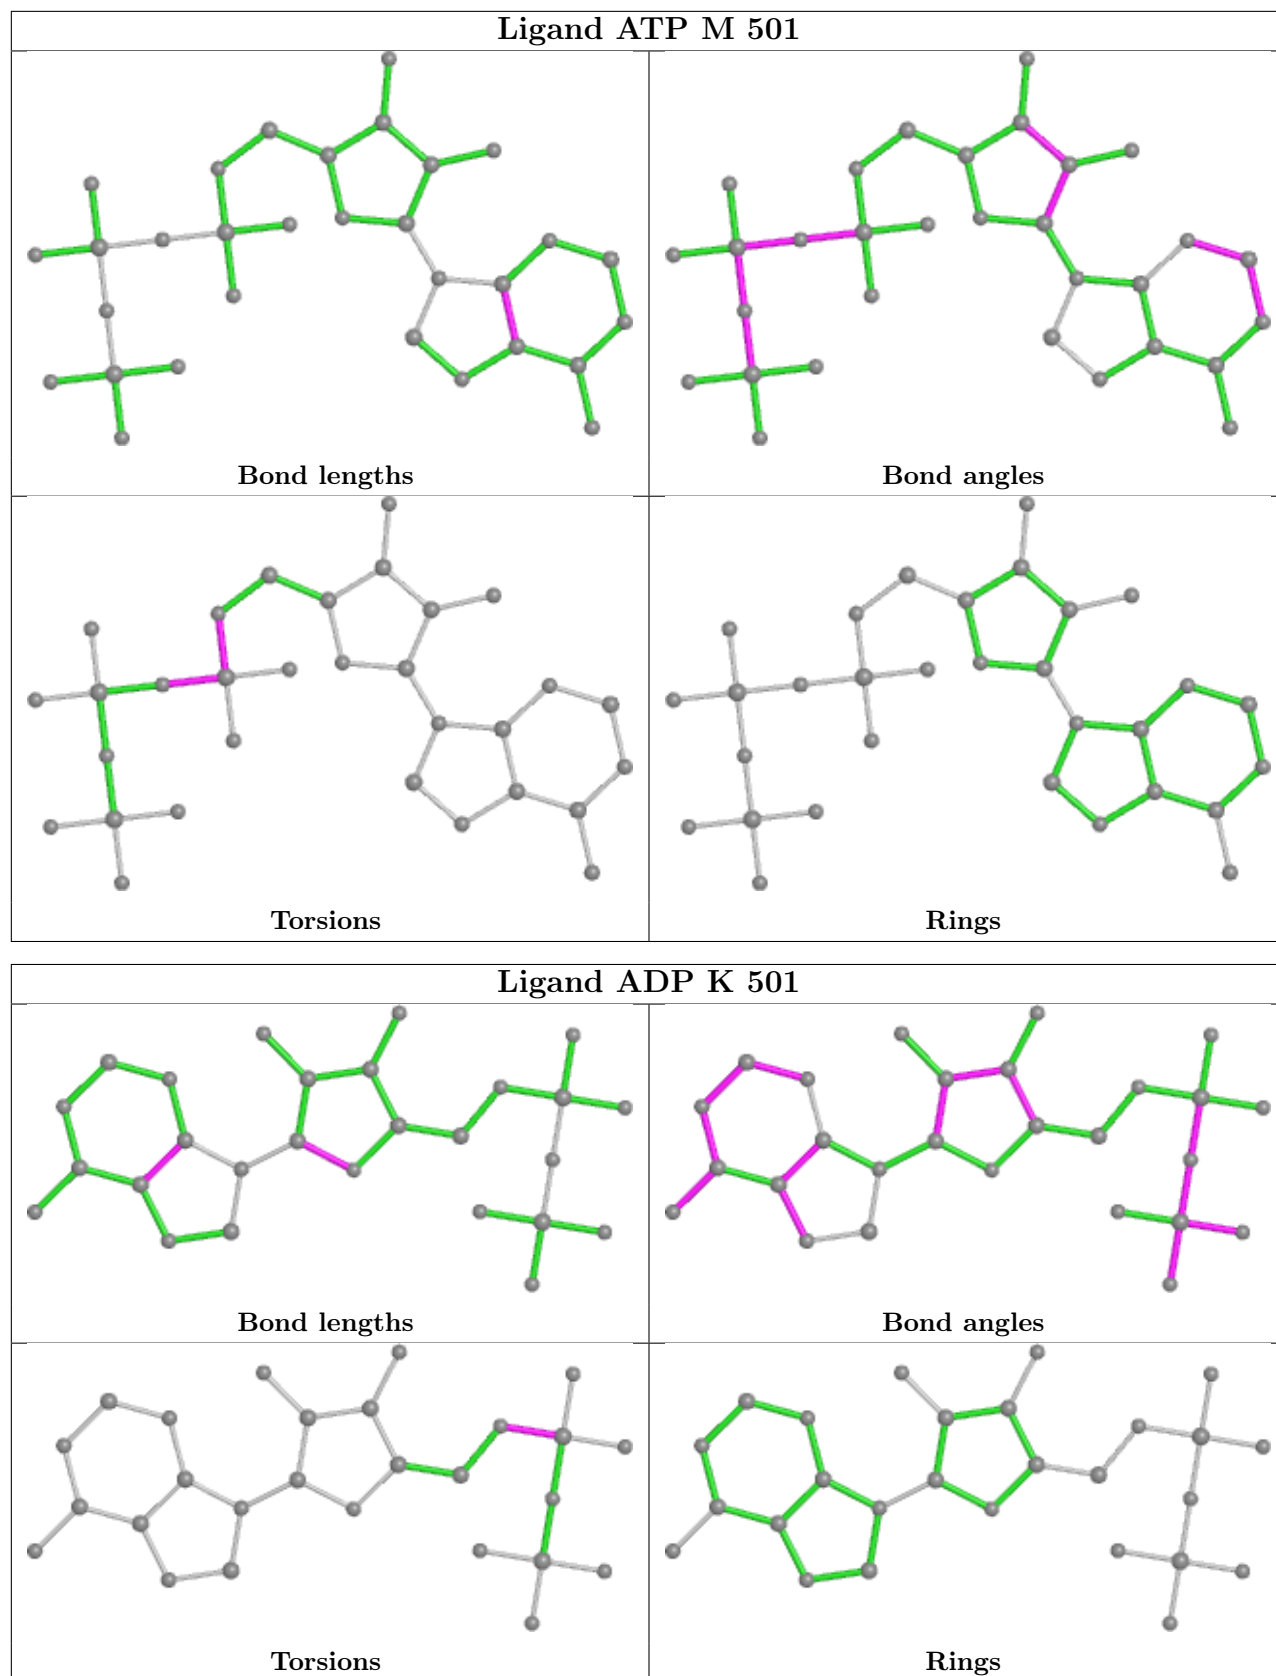 Ligand ATP M 501
Bond lengths
Bond angles
Torsions
Rings
Ligand ADP K 501
Bond lengths
Bond angles
Torsions
Rings